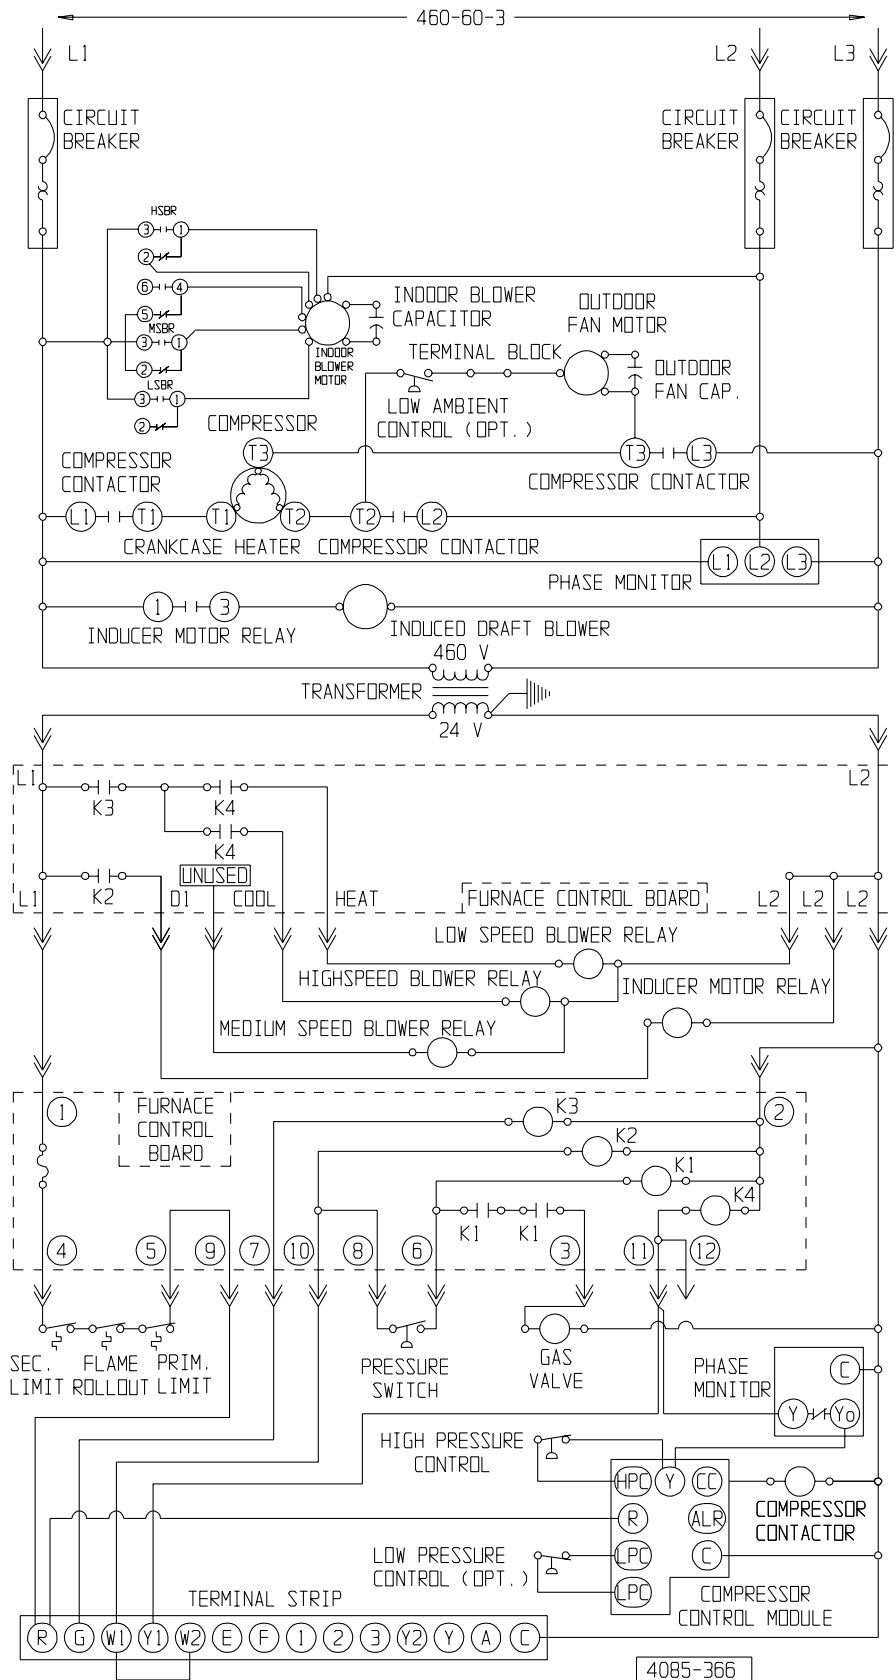 460-60-3
L1
L2
L3
CIRCUIT
BREAKER
CIRCUIT
BREAKER
CIRCUIT
BREAKER
HSBR
3
1
2
6
4
5
MSBR
3
1
2
LSBR
3
1
2
INDOOR
BLOWER
MOTOR
INDOOR BLOWER
CAPACITOR
OUTDOOR
FAN MOTOR
TERMINAL BLOCK
OUTDOOR
FAN CAP.
LOW AMBIENT
CONTROL (OPT.)
COMPRESSOR
T3
T3
L3
COMPRESSOR
CONTACTOR
COMPRESSOR CONTACTOR
L1
T1
T1
T2
T2
L2
CRANKCASE HEATER
COMPRESSOR CONTACTOR
L1
L2
L3
PHASE MONITOR
1
3
INDUCER MOTOR RELAY
INDUCED DRAFT BLOWER
460 V
TRANSFORMER
24 V
L1
L2
K3
K4
K4
K2
UNUSED
L1
D1
COOL
HEAT
FURNACE CONTROL BOARD
L2
L2
L2
LOW SPEED BLOWER RELAY
HIGHSPEED BLOWER RELAY
INDUCER MOTOR RELAY
MEDIUM SPEED BLOWER RELAY
1
FURNACE
CONTROL
BOARD
K3
2
K2
K1
K4
K1
K1
4
5
9
7
10
8
6
3
11
12
SEC.
LIMIT
FLAME
ROLLOUT
PRIM.
LIMIT
PRESSURE
SWITCH
GAS
VALVE
PHASE
MONITOR
C
Y
Yo
HIGH PRESSURE
CONTROL
HPC
Y
CC
R
ALR
LPC
C
LPC
COMPRESSOR
CONTACTOR
LOW PRESSURE
CONTROL (OPT.)
COMPRESSOR
CONTROL MODULE
TERMINAL STRIP
R G W1 Y1 W2 E F 1 2 3 Y2 Y A C
4085-366